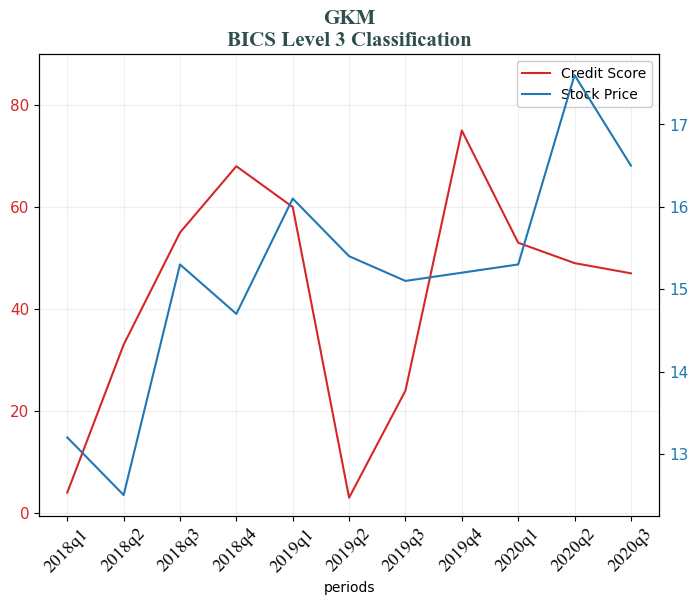 GKM
BICS Level 3 Classification
Credit Score
Stock Price
80
60
40
20
0
17
16
15
14
13
2018q1
2018q2
2018q3
2018q4
2019q1
2019q2
2019q3
2019q4
2020q1
2020q2
2020q3
periods